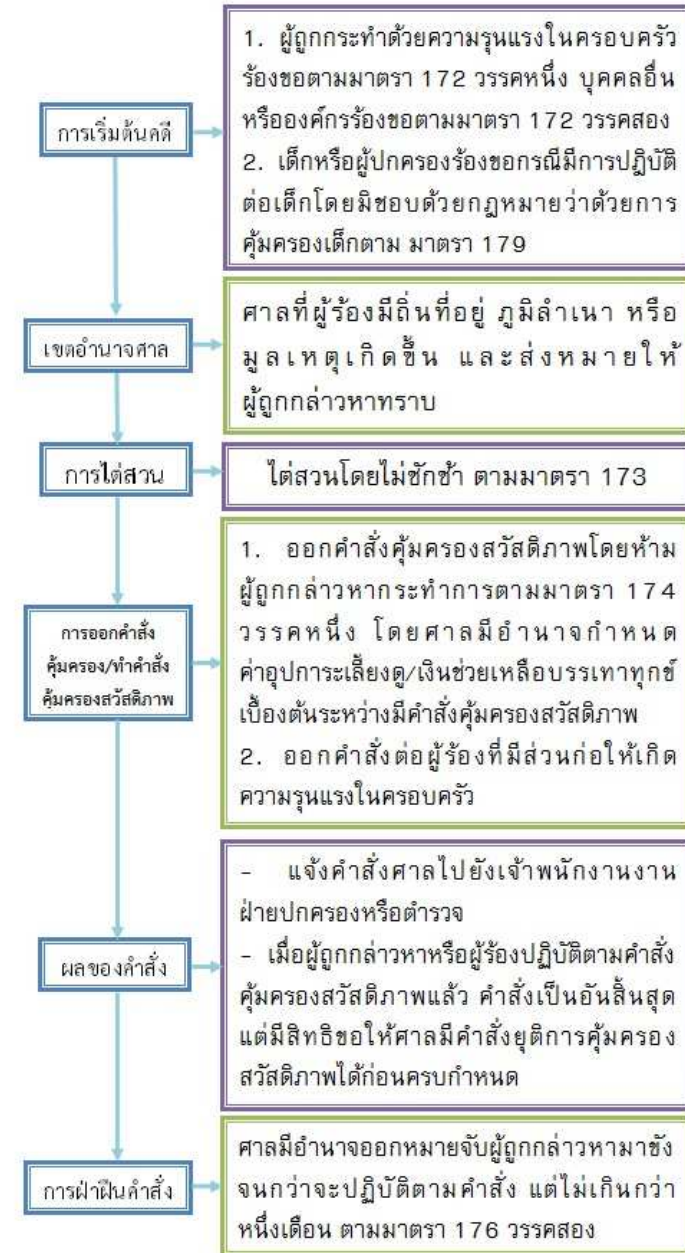 การเริ่มต้นคดี
1. ผู้ถูกกระทำด้วยความรุนแรงในครอบครัว
ร้องขอตามมาตรา 172 วรรคหนึ่ง บุคคลอื่น
หรือองค์กรร้องขอตามมาตรา 172 วรรคสอง
2. เด็กหรือผู้ปกครองร้องขอกรณีมีการปฏิบัติ
ต่อเด็กโดยมิชอบด้วยกฎหมายว่าด้วยการ
คุ้มครองเด็กตาม มาตรา 179
เขตอำนาจศาล
ศาลที่ผู้ร้องมีถิ่นที่อยู่ ภูมิลำเนา หรือ
มูลเหตุเกิดขึ้น และส่งหมายให้
ผู้ถูกกล่าวหาทราบ
การไต่สวน
ไต่สวนโดยไม่ชักช้า ตามมาตรา 173
การออกคำสั่ง
คุ้มครอง/ทำคำสั่ง
คุ้มครองสวัสดิภาพ
1. ออกคำสั่งคุ้มครองสวัสดิภาพโดยห้าม
ผู้ถูกกล่าวหากระทำการตามมาตรา 174
วรรคหนึ่ง โดยศาลมีอำนาจกำหนด
ค่าอุปการะเลี้ยงดู/เงินช่วยเหลือบรรเทาทุกข์
เบื้องต้นระหว่างมีคำสั่งคุ้มครองสวัสดิภาพ
2. ออกคำสั่งต่อผู้ร้องที่มีส่วนก่อให้เกิด
ความรุนแรงในครอบครัว
ผลของคำสั่ง
- แจ้งคำสั่งศาลไปยังเจ้าพนักงานงาน
ฝ่ายปกครองหรือตำรวจ
- เมื่อผู้ถูกกล่าวหาหรือผู้ร้องปฏิบัติตามคำสั่ง
คุ้มครองสวัสดิภาพแล้ว คำสั่งเป็นอันสิ้นสุด
แต่มีสิทธิขอให้ศาลมีคำสั่งยุติการคุ้มครอง
สวัสดิภาพได้ก่อนครบกำหนด
การฝ่าฝืนคำสั่ง
ศาลมีอำนาจออกหมายจับผู้ถูกกล่าวหามาขัง
จนกว่าจะปฏิบัติตามคำสั่ง แต่ไม่เกินกว่า
หนึ่งเดือน ตามมาตรา 176 วรรคสอง